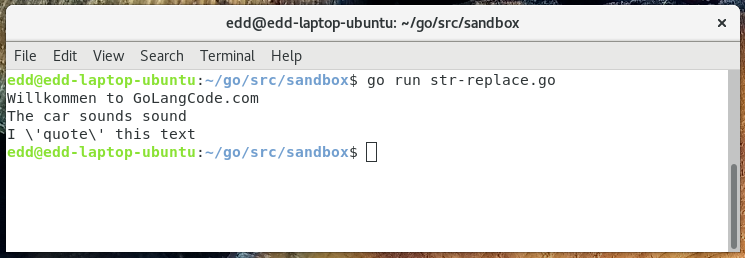 edd@edd-laptop-ubuntu: ~/go/src/sandbox
File Edit View Search Terminal Help
edd@edd-laptop-ubuntu:~/go/src/sandbox$ go run str-replace.go
Willkommen to GoLangCode.com
The car sounds sound
I \'quote\' this text
edd@edd-laptop-ubuntu:~/go/src/sandbox$